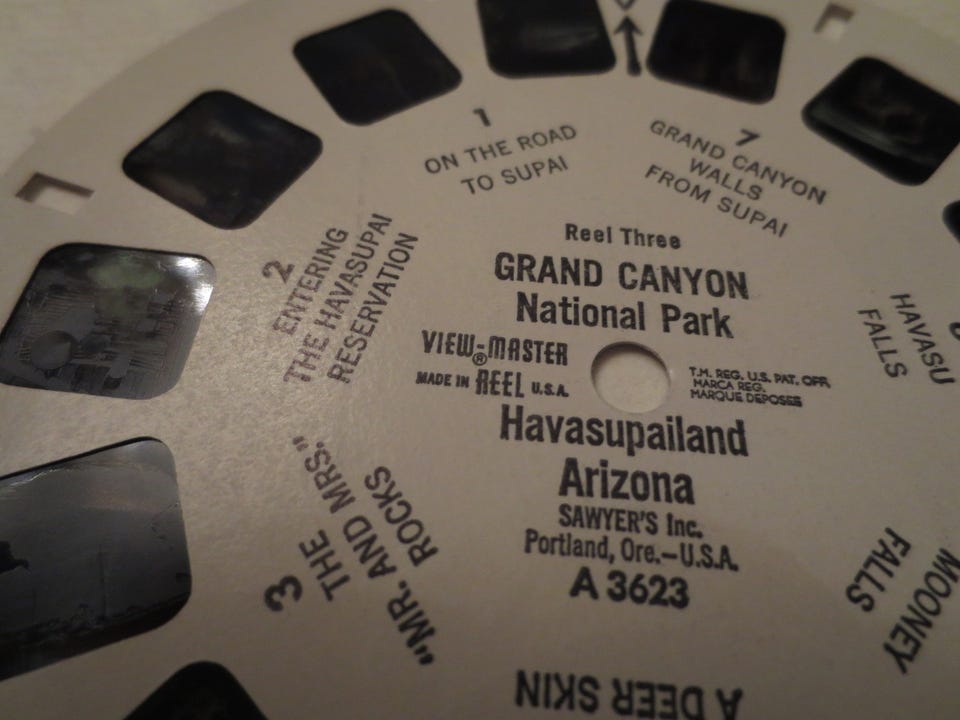 Reel Three
GRAND CANYON
National Park
VIEW-MASTER®
MADE IN REEL U.S.A.
T.M. REG. U.S. PAT. OFF.
MARCA REG.
MARQUE DEPOSEE
Havasupailand
Arizona
SAWYER'S Inc.
Portland, Ore.-U.S.A.
A 3623
1
ON THE ROAD
TO SUPAI
2
ENTERING
THE HAVASUPAI
RESERVATION
3
THE
"MR. AND MRS."
ROCKS
A DEER SKIN
MOONEY
FALLS
HAVASU
FALLS
7
GRAND CANYON
WALLS
FROM SUPAI